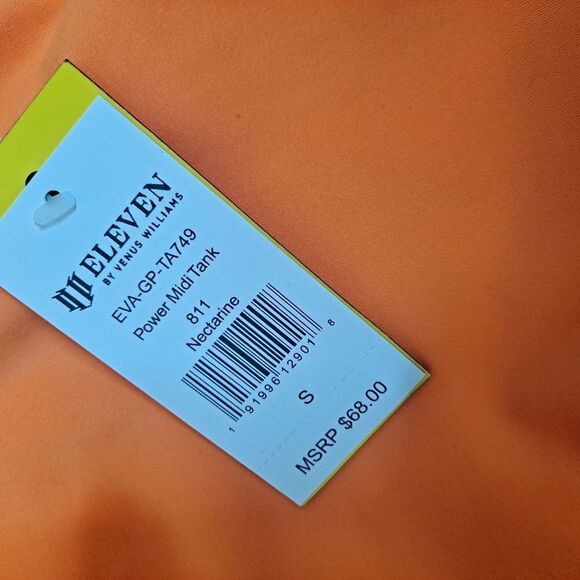 ELEVEN
BY VENUS WILLIAMS
EVA-GP-TA749
Power Midi Tank
811
Nectarine
1 91996 12901 8
S
MSRP $68.00